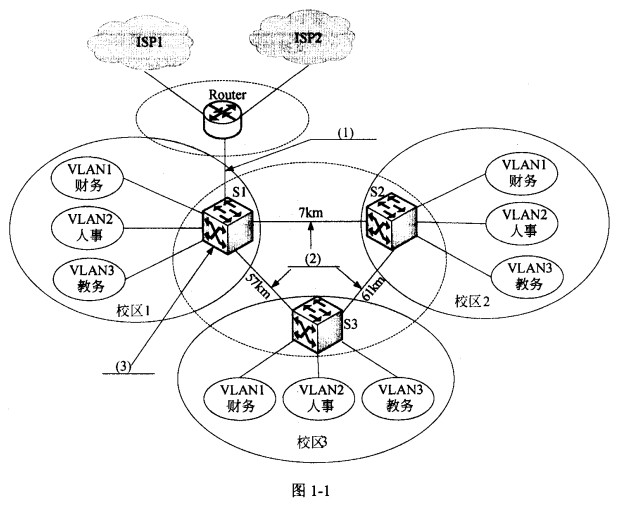 ISP1
ISP2
Router
(1)
VLAN1
财务
VLAN2
人事
VLAN3
教务
校区1
S1
7km
S2
VLAN1
财务
VLAN2
人事
VLAN3
教务
校区2
(2)
57km
61km
(3)
S3
VLAN1
财务
VLAN2
人事
VLAN3
教务
校区3
图 1-1